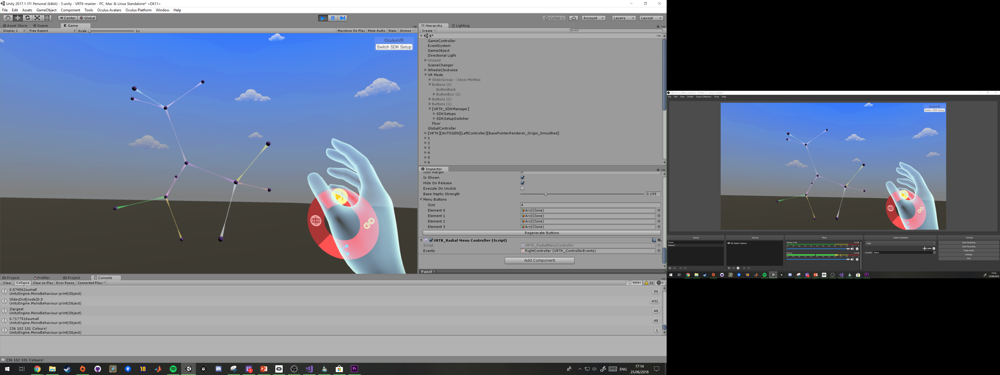 Unity 2017.1.1f1 Personal (64bit) - 5.unity - VRTK-master - PC, Mac & Linux Standalone* <DX11>
File Edit Assets GameObject Component Tools Oculus Avatars Oculus Platform Window Help
Center Global
Collab Account Layers Layout
Asset Store Scene Game
Display 1 Free Aspect Scale 1x Maximize On Play Mute Audio Stats Gizmos
OculusVR
Switch SDK Setup
Hierarchy Lighting
Create All
5*
GameController
EventSystem
GameObject
Directional Light
Unused
SceneChanger
WheelsClockwise
VR Mode
SliderGroup - XAxis-MinMax
Buttons (3)
ButtonBack
ButtonBox (1)
Buttons (2)
Buttons (1)
[VRTK_SDKManager]
SDKSetups
SDKSetupSwitcher
Floor
GlobalController
[VRTK][AUTOGEN][LeftController][BasePointerRenderer_Origin_Smoothed]
1
2
3
4
5
6
Inspector
Icon Margin 0
Is Shown
Hide On Release
Execute On Unclick
Base Haptic Strength 0.199
Menu Buttons
Size 4
Element 0 Arc(Clone)
Element 1 Arc(Clone)
Element 2 Arc(Clone)
Element 3 Arc(Clone)
Regenerate Buttons
VRTK_Radial Menu Controller (Script)
Script VRTK_RadialMenuController
Events RightController (VRTK_ControllerEvents)
Add Component
Panel
Project Profiler Project Console
Clear Collapse Clear on Play Error Pause Connected Playe 999+ 32 0
0.574562sumall
UnityEngine.MonoBehaviour:print(Object)
50
OldecDict[node]0.5
UnityEngine.MonoBehaviour:print(Object)
432
2largest
UnityEngine.MonoBehaviour:print(Object)
48
0.7177516sumall
UnityEngine.MonoBehaviour:print(Object)
48
236 102 101 Colours!
UnityEngine.MonoBehaviour:print(Object)
1
236 102 101 Colours!
18 1 Pr ENG
17:14
25/06/2018
OBS 21.1.2 (64bit, windows) - Profile: vi - Scenes: Untitled
File Edit View Profile Scene Collection Tools Help
OculusVR
Switch SDK Setup
Scenes Sources Mixer Scene Transitions Controls
Scene
Scene 2
Display Capture
Desktop Audio 0.0 dB
Mic/Aux 0.0 dB
Fade
Duration 300ms
Start Streaming
Start Recording
Studio Mode
Settings
Exit
18
17:14
25/06/2018